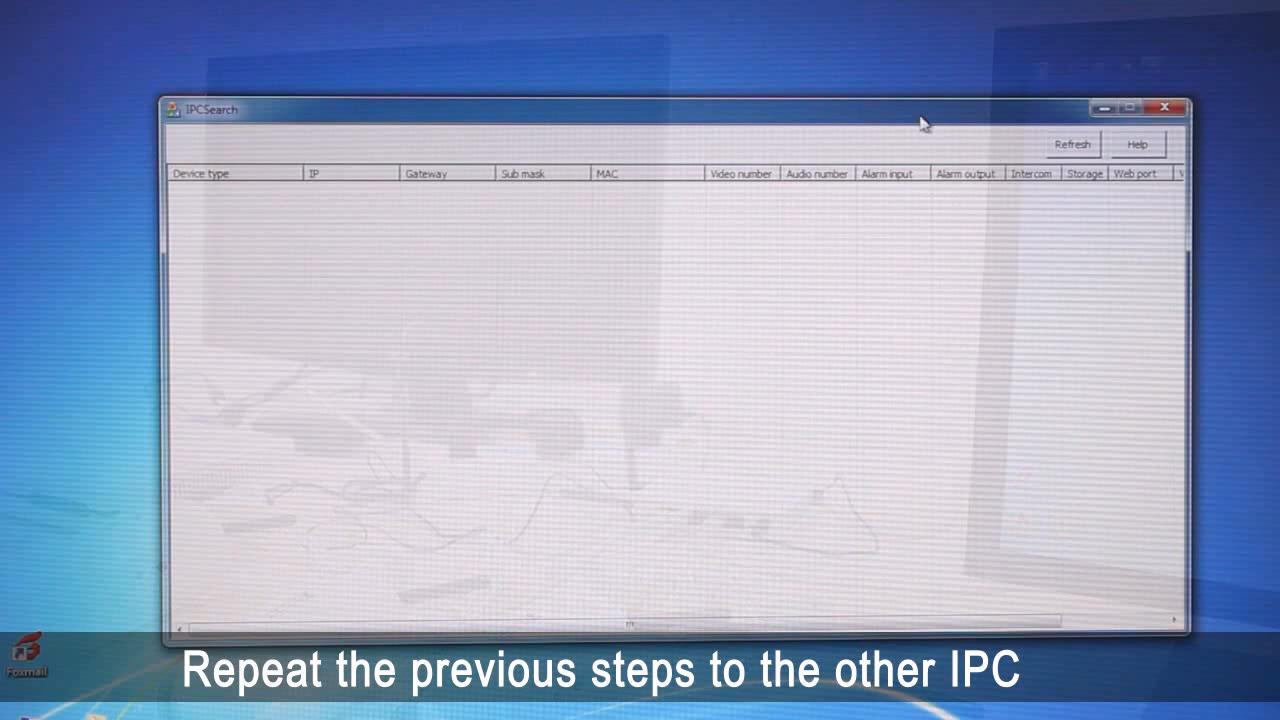 IPCSearch
Refresh Help
Device type IP Gateway Sub mask MAC Video number Audio number Alarm input Alarm output Intercom Storage Web port
Foxmail
Repeat the previous steps to the other IPC